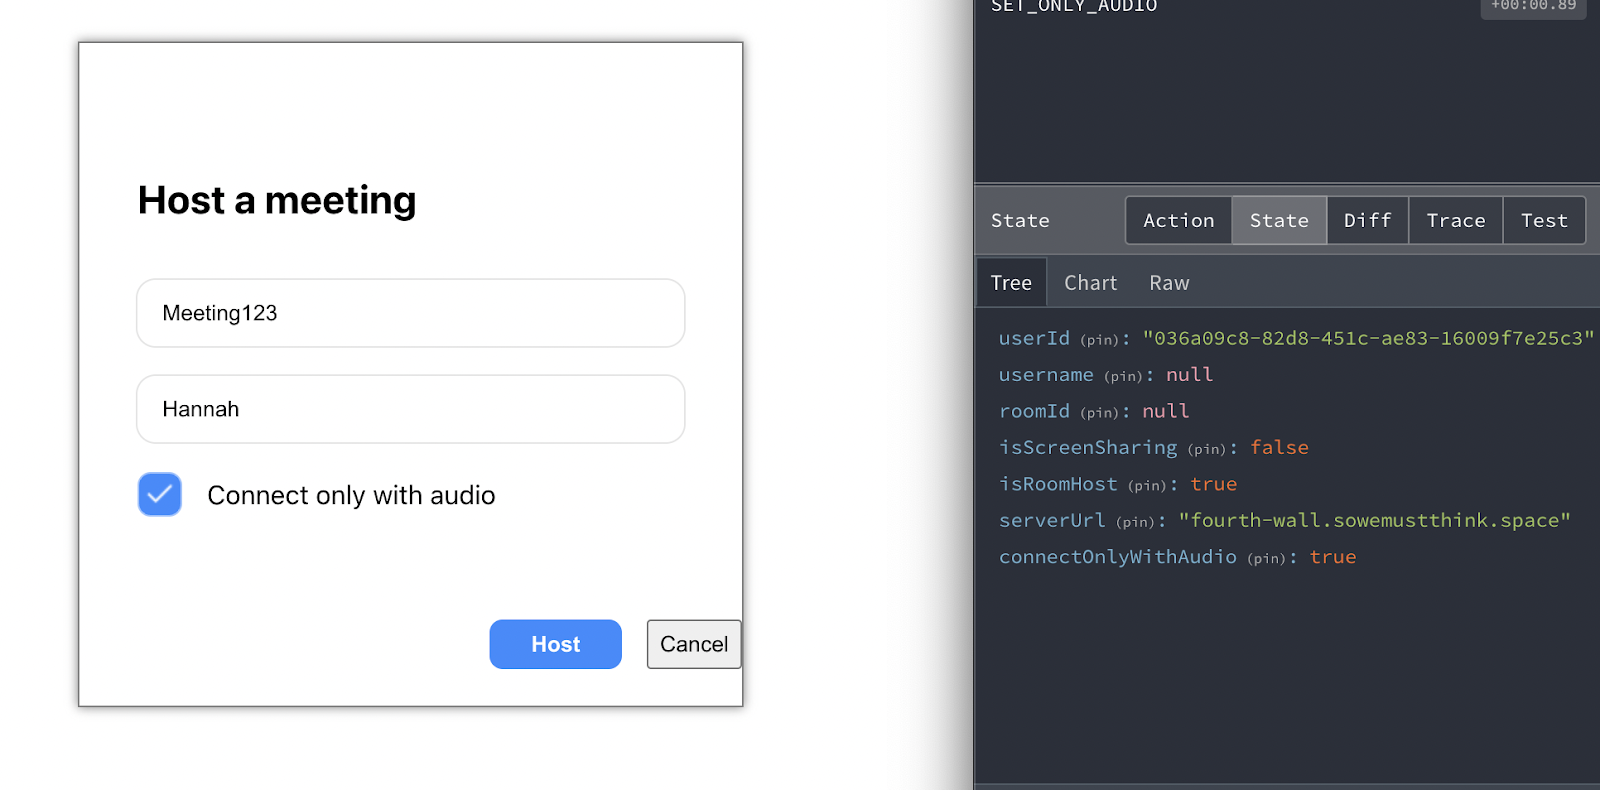 Host a meeting
Meeting123
Hannah
Connect only with audio
Host Cancel
SET_ONLY_AUDIO +00:00.89
State Action State Diff Trace Test
Tree Chart Raw
userId (pin): "036a09c8-82d8-451c-ae83-16009f7e25c3"
username (pin): null
roomId (pin): null
isScreenSharing (pin): false
isRoomHost (pin): true
serverUrl (pin): "fourth-wall.sowemustthink.space"
connectOnlyWithAudio (pin): true